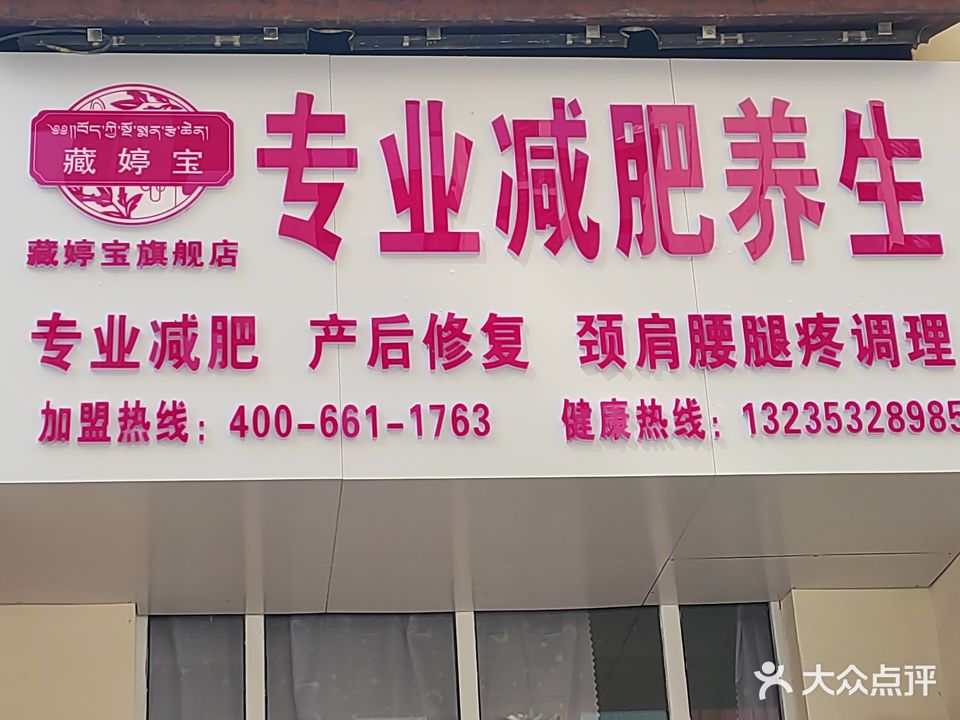 ༄༅།།བོད་ཀྱི་སྔོ་སྨན་རྩ་ཆེན།
藏婷宝
藏婷宝旗舰店
专业减肥养生
专业减肥 产后修复 颈肩腰腿疼调理
加盟热线：400-661-1763 健康热线：13235328985
大众点评